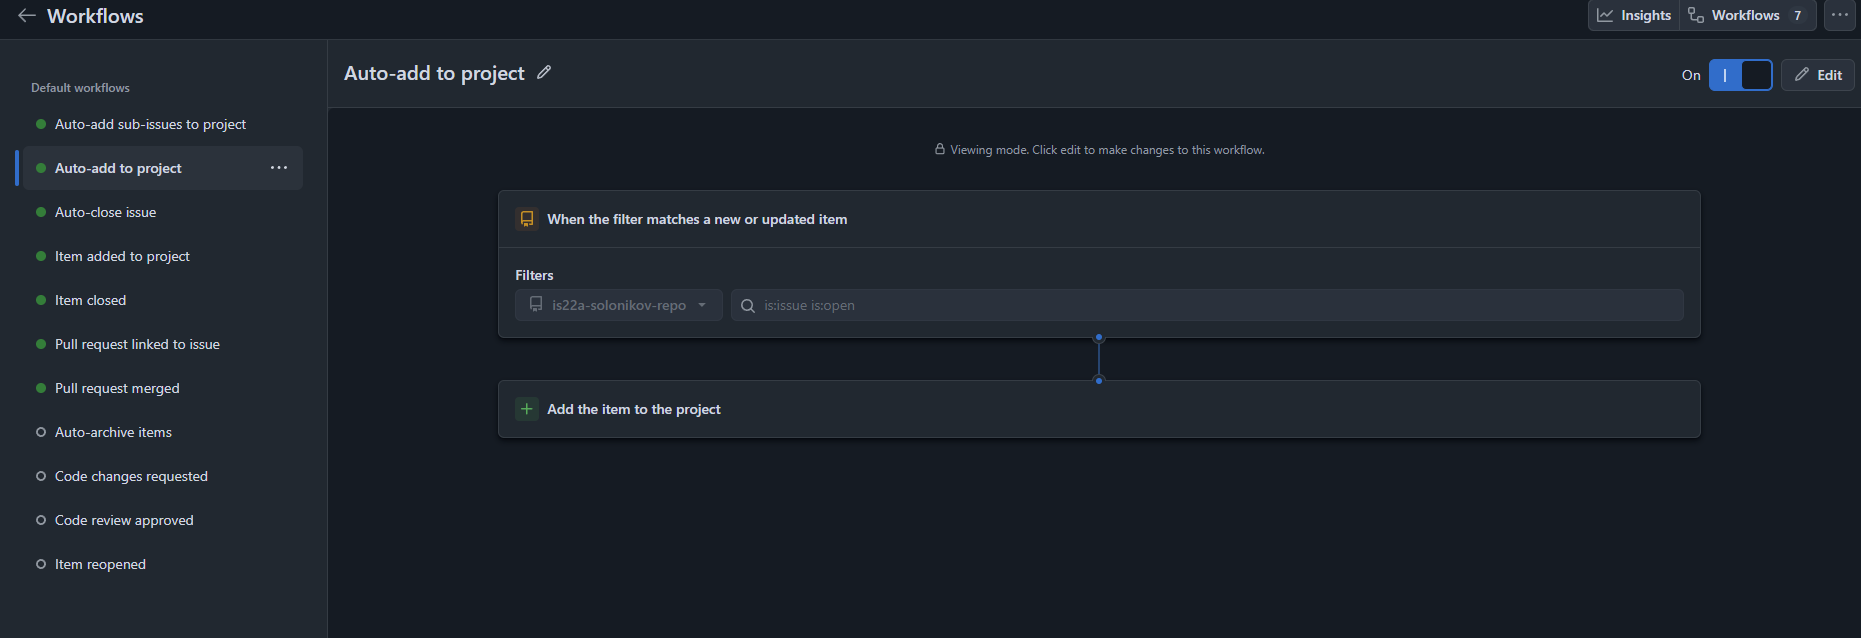 Workflows
Insights
Workflows 7
Default workflows
Auto-add sub-issues to project
Auto-add to project
Auto-close issue
Item added to project
Item closed
Pull request linked to issue
Pull request merged
Auto-archive items
Code changes requested
Code review approved
Item reopened
Auto-add to project
On
Edit
Viewing mode. Click edit to make changes to this workflow.
When the filter matches a new or updated item
Filters
is22a-solonikov-repo
is:issue is:open
Add the item to the project